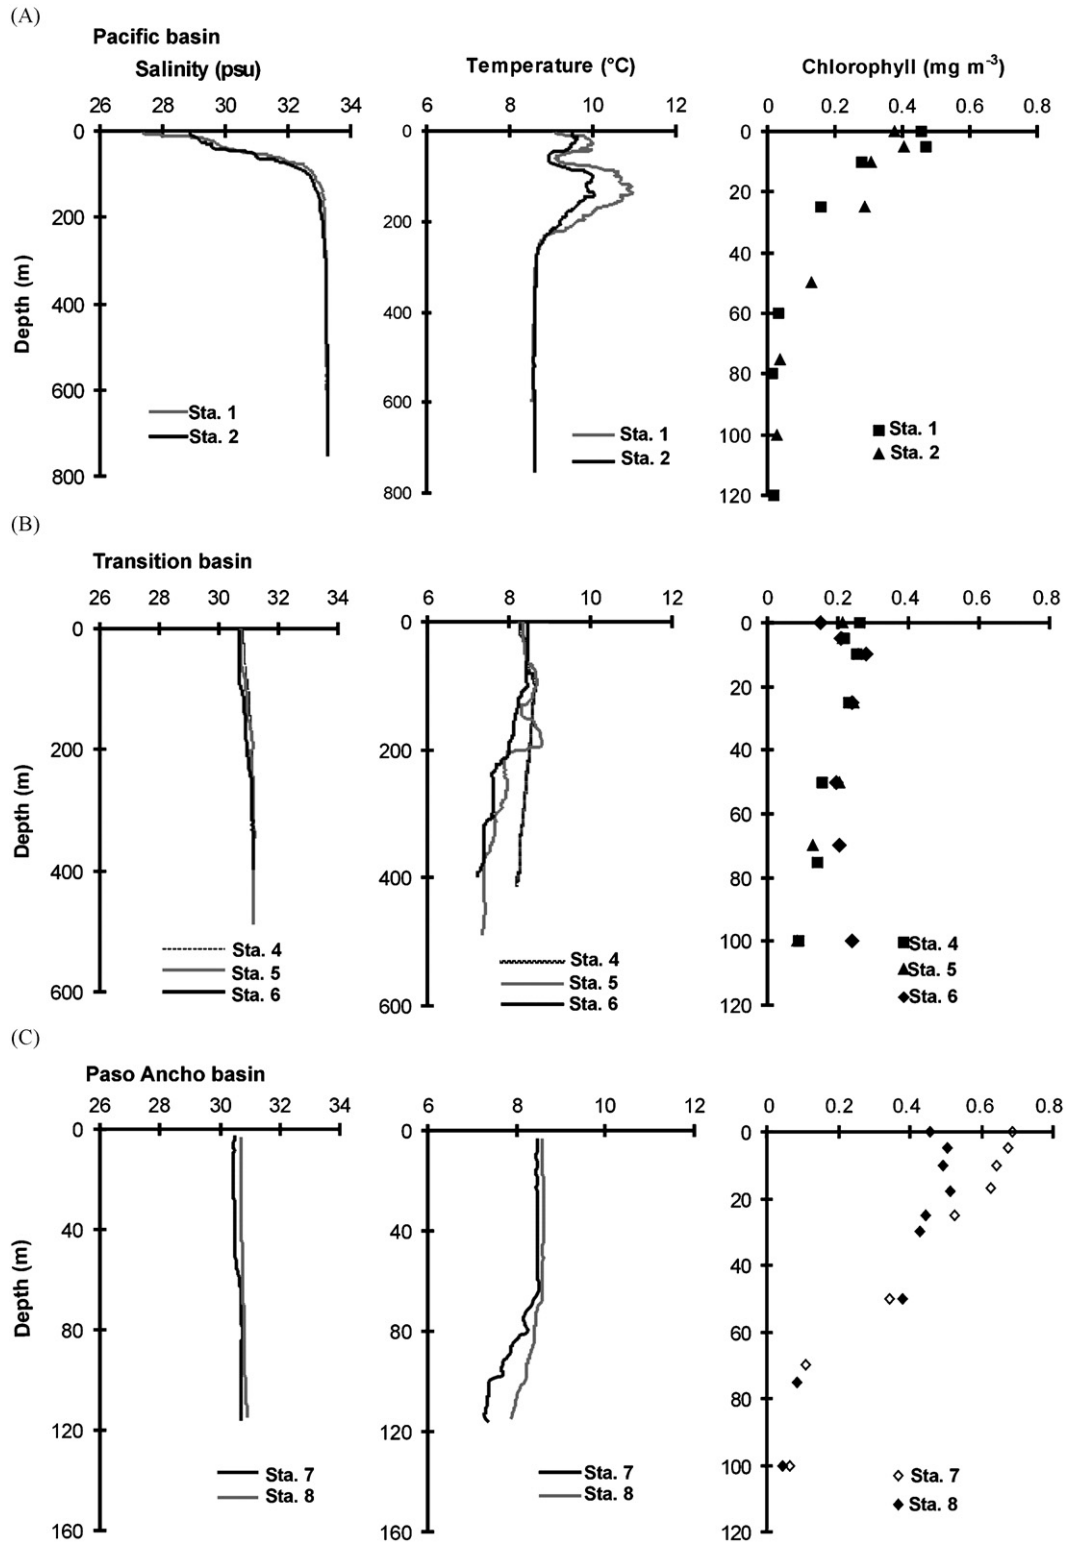 (A)
Pacific basin
Salinity (psu)
Temperature (°C)
Chlorophyll (mg m-3)
26 28 30 32 34
6 8 10 12
0 0.2 0.4 0.6 0.8
Depth (m)
0
200
400
600
800
Sta. 1
Sta. 2
0
200
400
600
800
Sta. 1
Sta. 2
0
20
40
60
80
100
120
Sta. 1
Sta. 2
(B)
Transition basin
26 28 30 32 34
6 8 10 12
0 0.2 0.4 0.6 0.8
Depth (m)
0
200
400
600
Sta. 4
Sta. 5
Sta. 6
0
200
400
600
Sta. 4
Sta. 5
Sta. 6
0
20
40
60
80
100
120
Sta. 4
Sta. 5
Sta. 6
(C)
Paso Ancho basin
26 28 30 32 34
6 8 10 12
0 0.2 0.4 0.6 0.8
Depth (m)
0
40
80
120
160
Sta. 7
Sta. 8
0
40
80
120
160
Sta. 7
Sta. 8
0
20
40
60
80
100
120
Sta. 7
Sta. 8